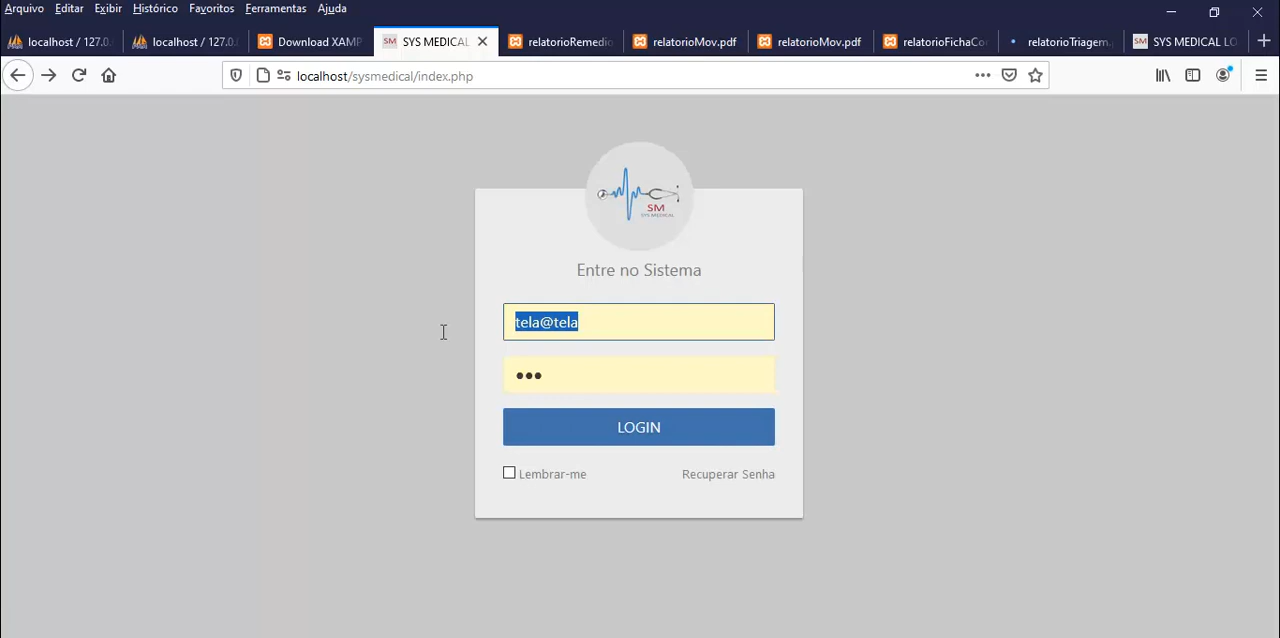 Arquivo Editar Exibir Histórico Favoritos Ferramentas Ajuda
localhost / 127.0. localhost / 127.0. Download XAMP SYS MEDICAL relatorioRemedio relatorioMov.pdf relatorioMov.pdf relatorioFichaCo relatorioTriagem. SYS MEDICAL LO
localhost/sysmedical/index.php
SM
SYS MEDICAL
Entre no Sistema
tela@tela
LOGIN
Lembrar-me Recuperar Senha